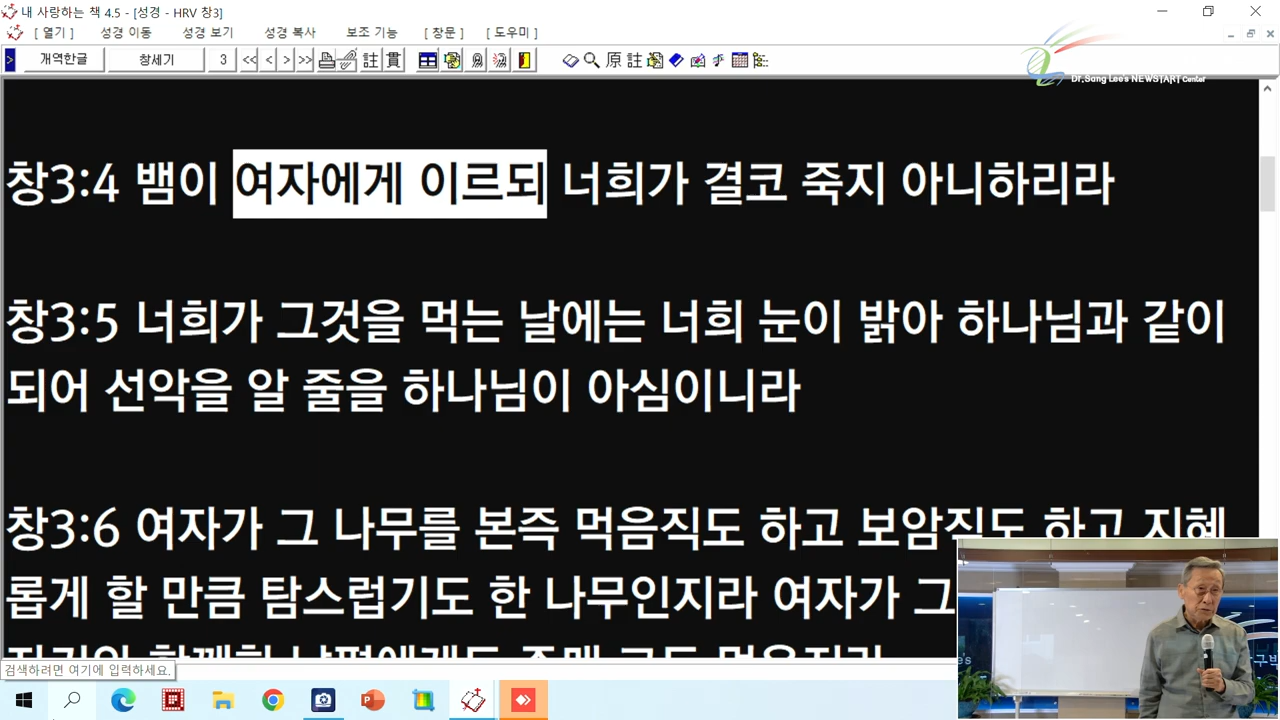 내 사랑하는 책 4.5 - [성경 - HRV 창3]
[ 열기 ] 성경 이동 성경 보기 성경 복사 보조 기능 [ 창문 ] [ 도우미 ]
> 개역한글 창세기 3 << < > >> 註 貫 原 註
Dr.Sang Lee's NEWSTART Center
창3:4 뱀이 여자에게 이르되 너희가 결코 죽지 아니하리라
창3:5 너희가 그것을 먹는 날에는 너희 눈이 밝아 하나님과 같이
되어 선악을 알 줄을 하나님이 아심이니라
창3:6 여자가 그 나무를 본즉 먹음직도 하고 보암직도 하고 지혜
롭게 할 만큼 탐스럽기도 한 나무인지라 여자가 그
검색하려면 여기에 입력하세요.